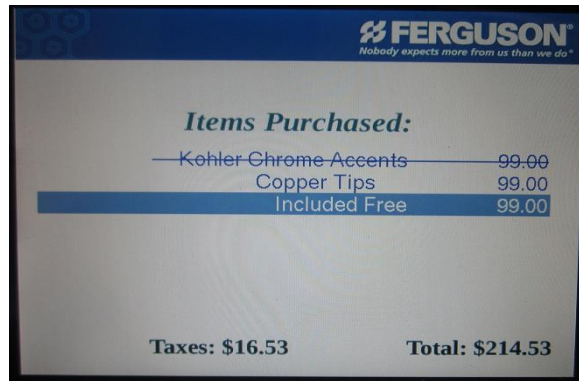 FERGUSON®
Nobody expects more from us than we do®
Items Purchased:
Kohler Chrome Accents 99.00
Copper Tips 99.00
Included Free 99.00
Taxes: $16.53 Total: $214.53